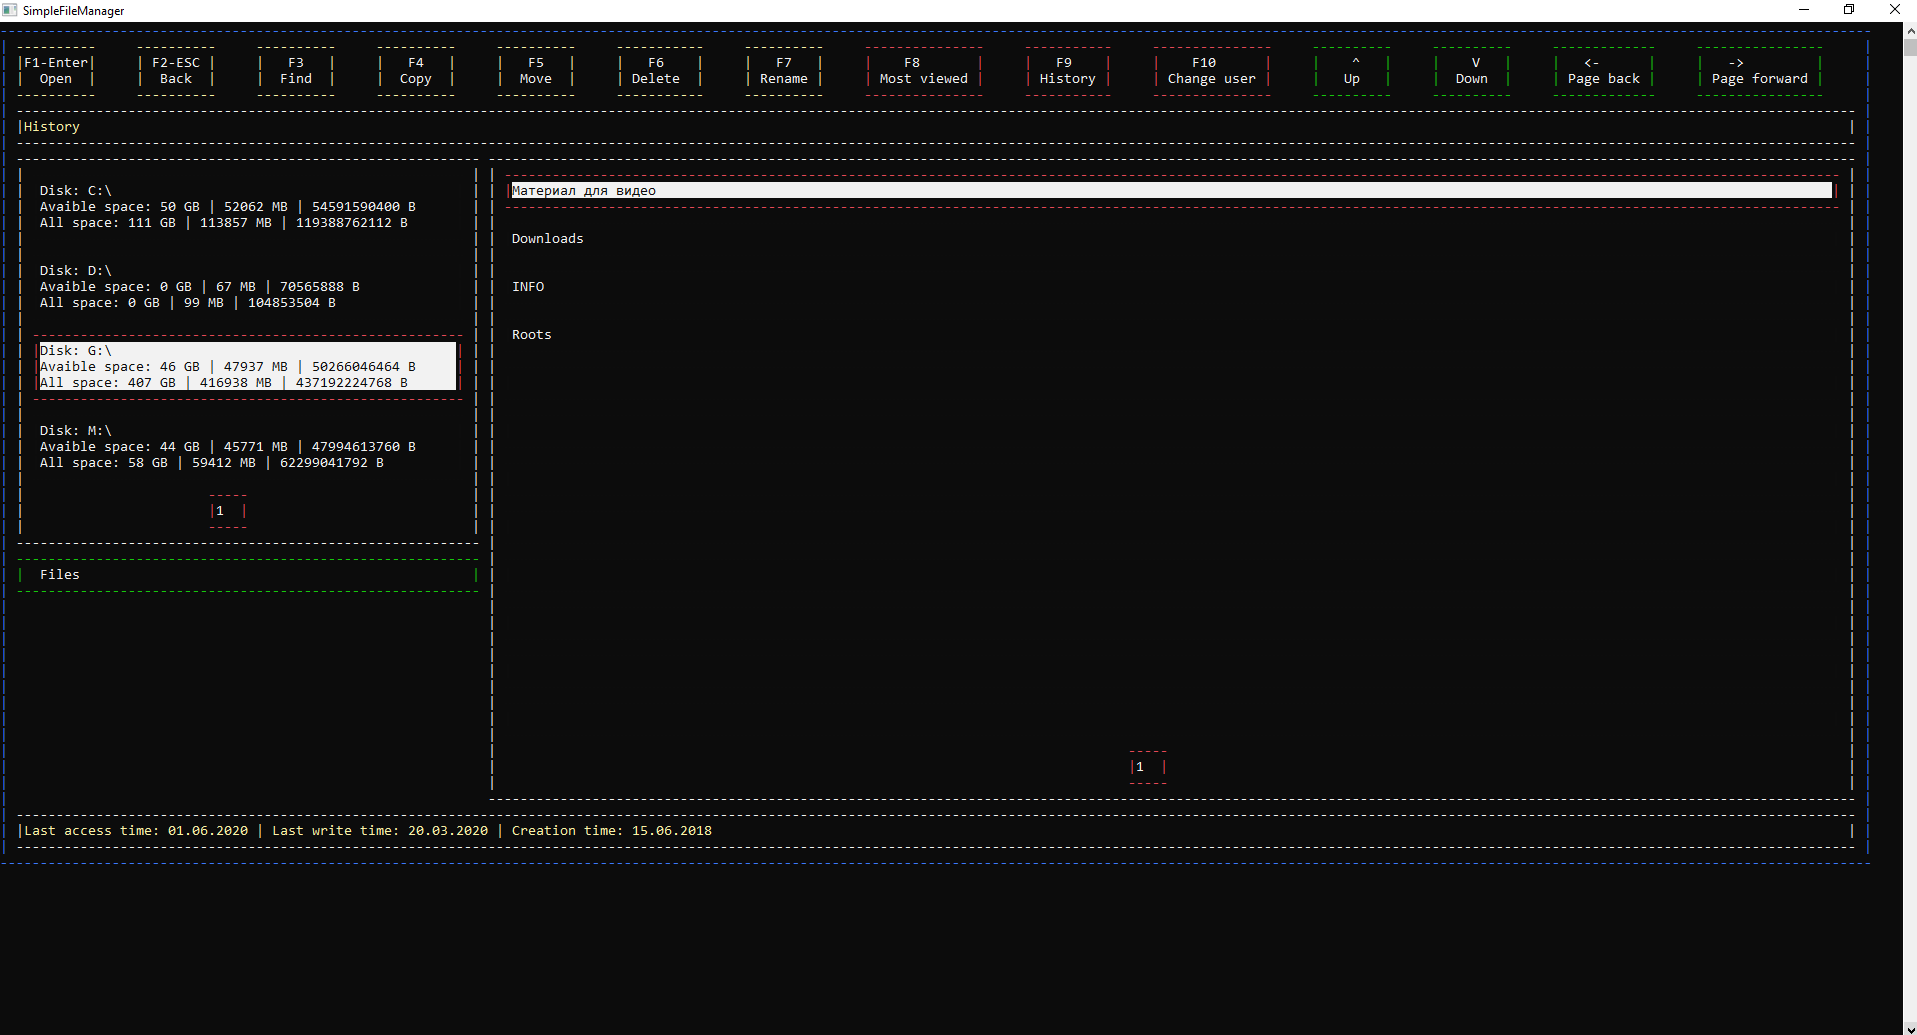 SimpleFileManager
F1-Enter F2-ESC F3 F4 F5 F6 F7 F8 F9 F10 ^ V <- ->
Open Back Find Copy Move Delete Rename Most viewed History Change user Up Down Page back Page forward
History
Disk: C:\
Avaible space: 50 GB | 52062 MB | 54591590400 B
All space: 111 GB | 113857 MB | 119388762112 B
Disk: D:\
Avaible space: 0 GB | 67 MB | 70565888 B
All space: 0 GB | 99 MB | 104853504 B
Disk: G:\
Avaible space: 46 GB | 47937 MB | 50266046464 B
All space: 407 GB | 416938 MB | 437192224768 B
Disk: M:\
Avaible space: 44 GB | 45771 MB | 47994613760 B
All space: 58 GB | 59412 MB | 62299041792 B
1
Files
Материал для видео
Downloads
INFO
Roots
1
Last access time: 01.06.2020 | Last write time: 20.03.2020 | Creation time: 15.06.2018